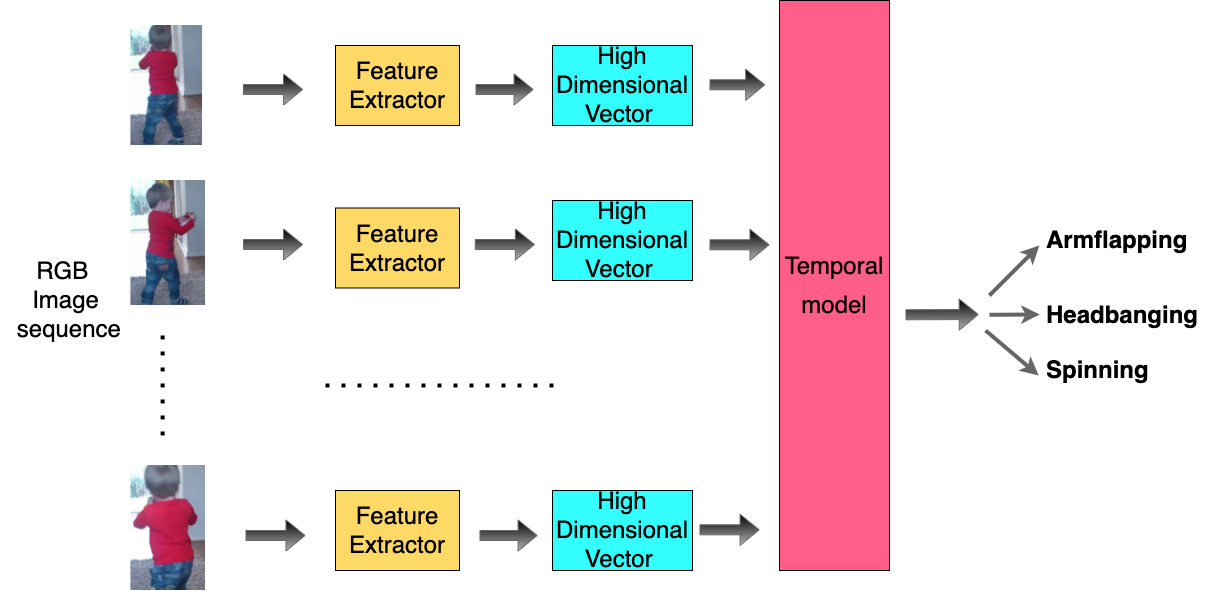 Feature
Extractor
High
Dimensional
Vector
Feature
Extractor
High
Dimensional
Vector
RGB
Image
sequence
Temporal
model
Armflapping
Headbanging
Spinning
Feature
Extractor
High
Dimensional
Vector